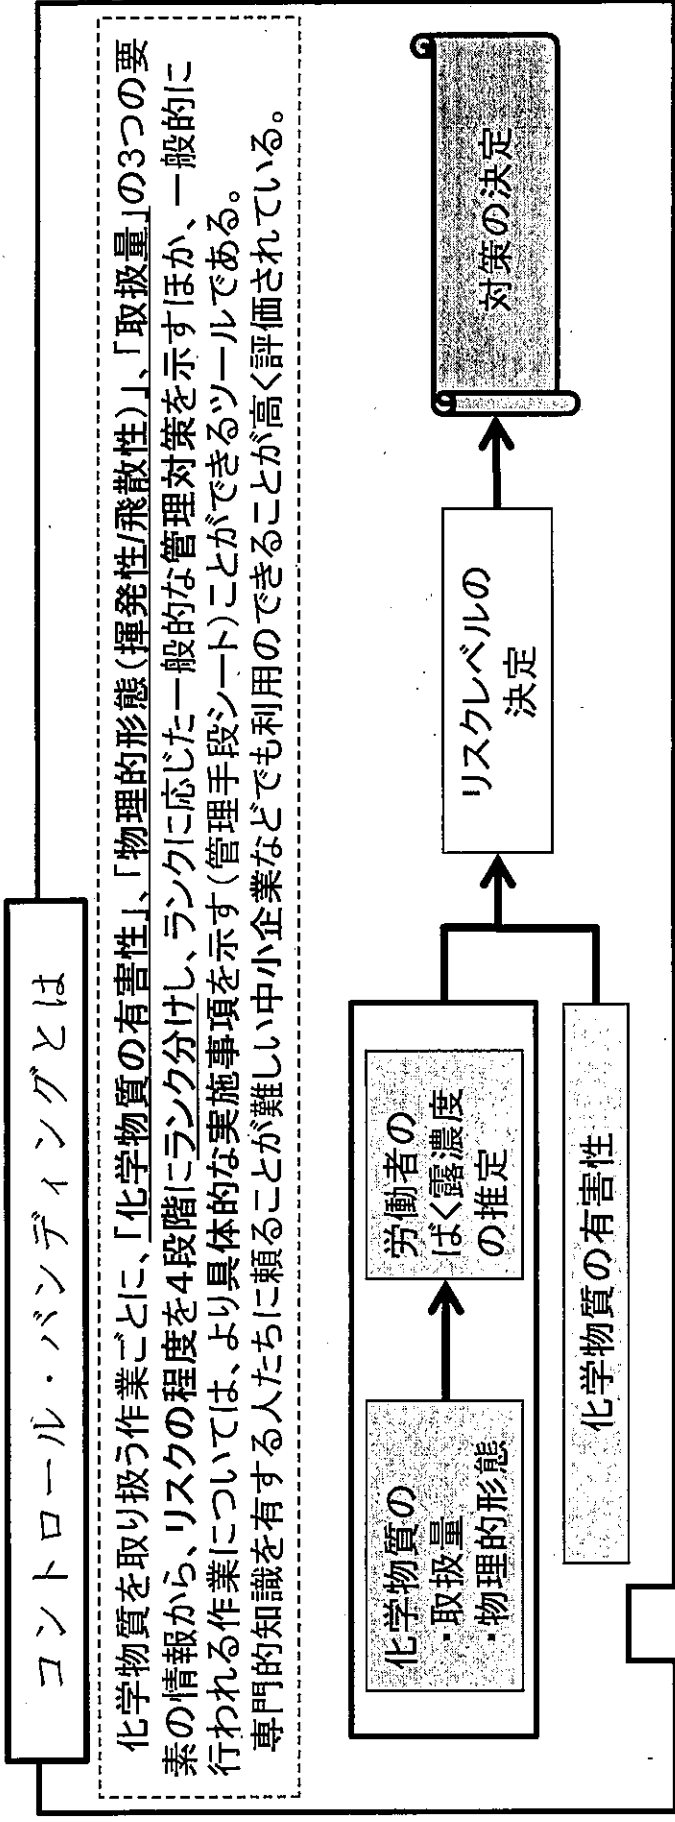 コントロール・バンディングとは
化学物質を取り扱う作業ごとに、「化学物質の有害性」、「物理的形態(揮発性/飛散性)」、「取扱量」の3つの要
素の情報から、リスクの程度を4段階にランク分けし、ランクに応じた一般的な管理対策を示すほか、一般的に
行われる作業については、より具体的な実施事項を示す(管理手段シート)ことができるツールである。
専門的知識を有する人たちに頼ることが難しい中小企業などでも利用のできることが高く評価されている。
化学物質の
・取扱量
・物理的形態
労働者の
ばく露濃度
の推定
化学物質の有害性
リスクレベルの
決定
対策の決定